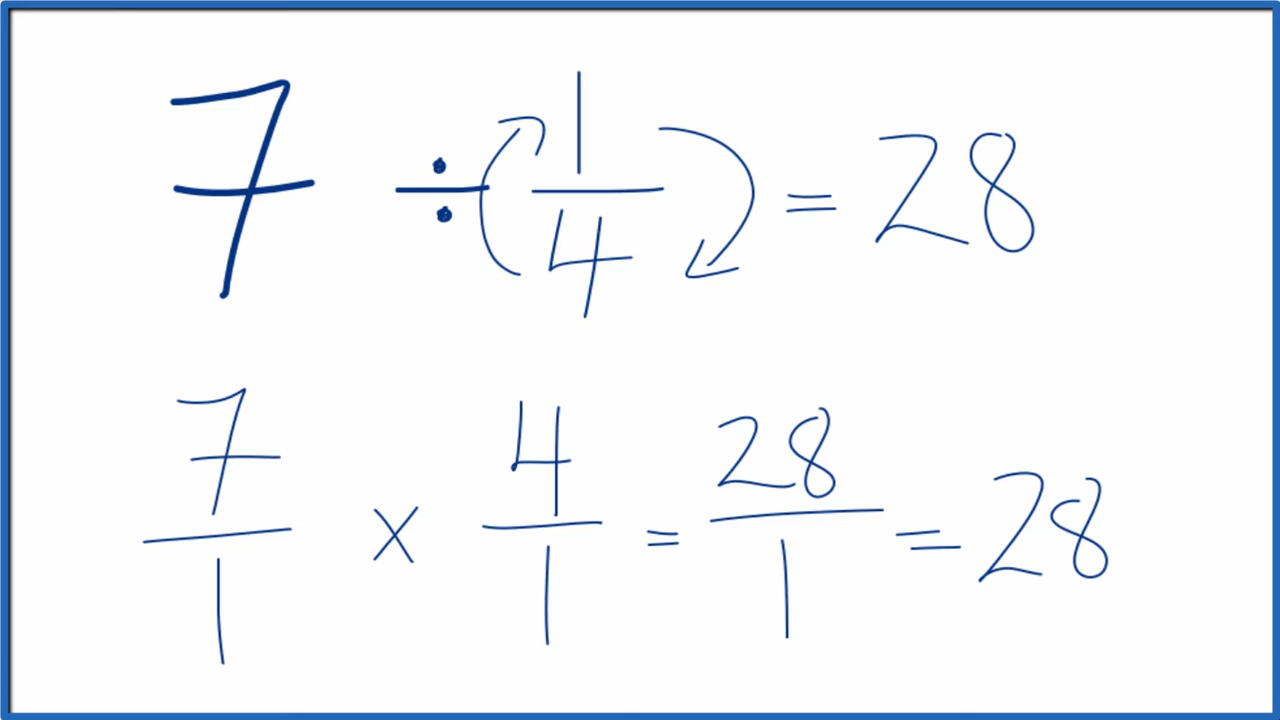 7 ÷ 1/4 = 28
7/1 × 4/1 = 28/1 = 28